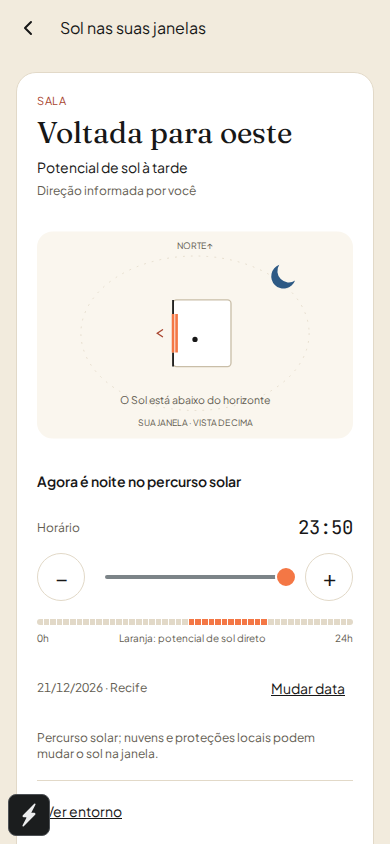 Sol nas suas janelas
SALA
Voltada para oeste
Potencial de sol à tarde
Direção informada por você
NORTE↑
O Sol está abaixo do horizonte
SUA JANELA · VISTA DE CIMA
Agora é noite no percurso solar
Horário
23:50
− +
0h Laranja: potencial de sol direto 24h
21/12/2026 · Recife
Mudar data
Percurso solar; nuvens e proteções locais podem
mudar o sol na janela.
Ver entorno